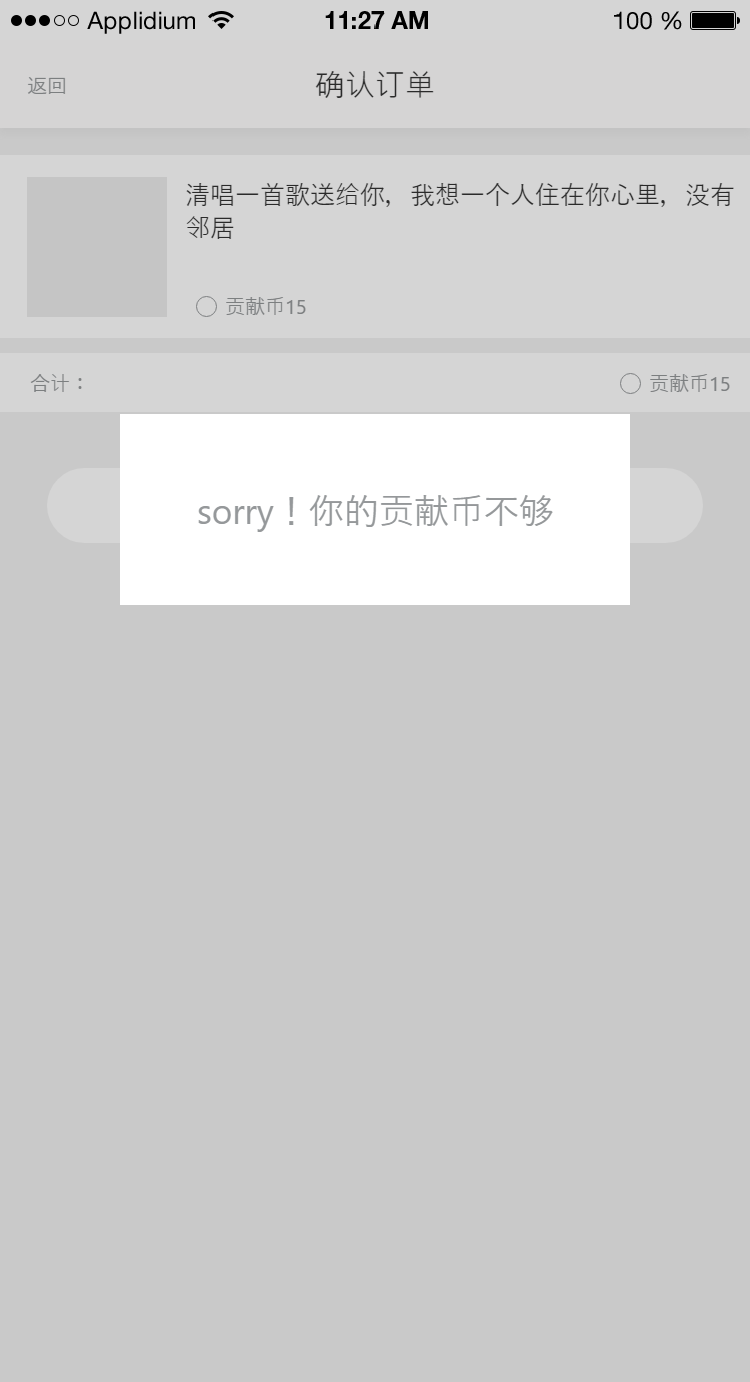 Applidium 11:27 AM 100 %
返回 确认订单
清唱一首歌送给你，我想一个人住在你心里，没有
邻居
贡献币15
合计： 贡献币15
sorry！你的贡献币不够